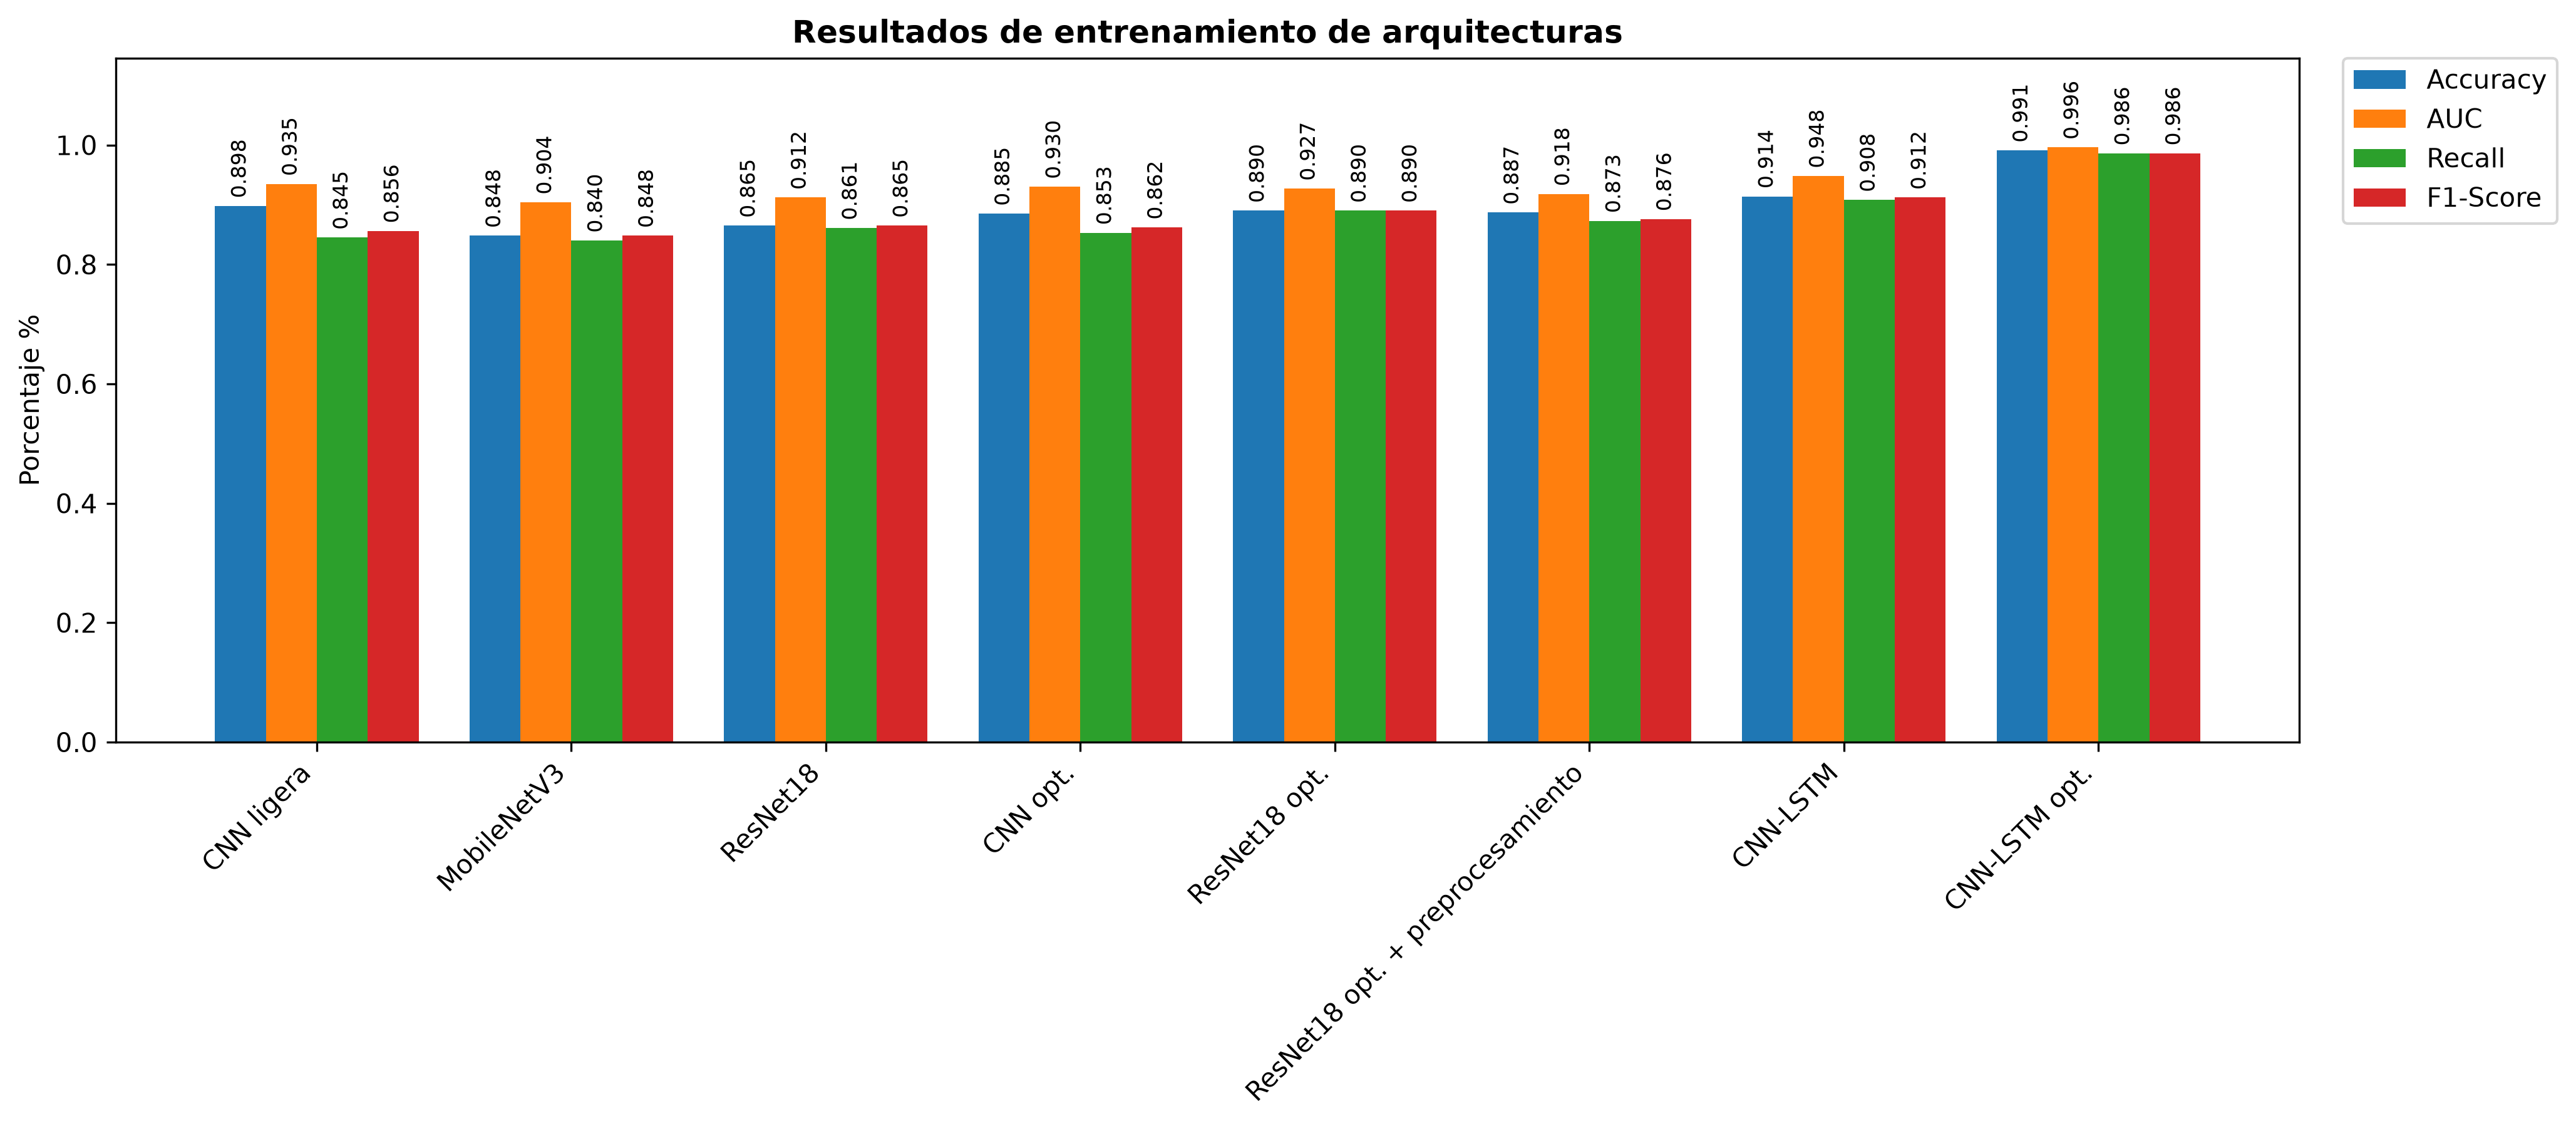 Resultados de entrenamiento de arquitecturas
Accuracy
AUC
Recall
F1-Score
Porcentaje %
1.0
0.8
0.6
0.4
0.2
0.0
0.898 0.935 0.845 0.856
0.848 0.904 0.840 0.848
0.865 0.912 0.861 0.865
0.885 0.930 0.853 0.862
0.890 0.927 0.890 0.890
0.887 0.918 0.873 0.876
0.914 0.948 0.908 0.912
0.991 0.996 0.986 0.986
CNN ligera
MobileNetV3
ResNet18
CNN opt.
ResNet18 opt.
ResNet18 opt. + preprocesamiento
CNN-LSTM
CNN-LSTM opt.